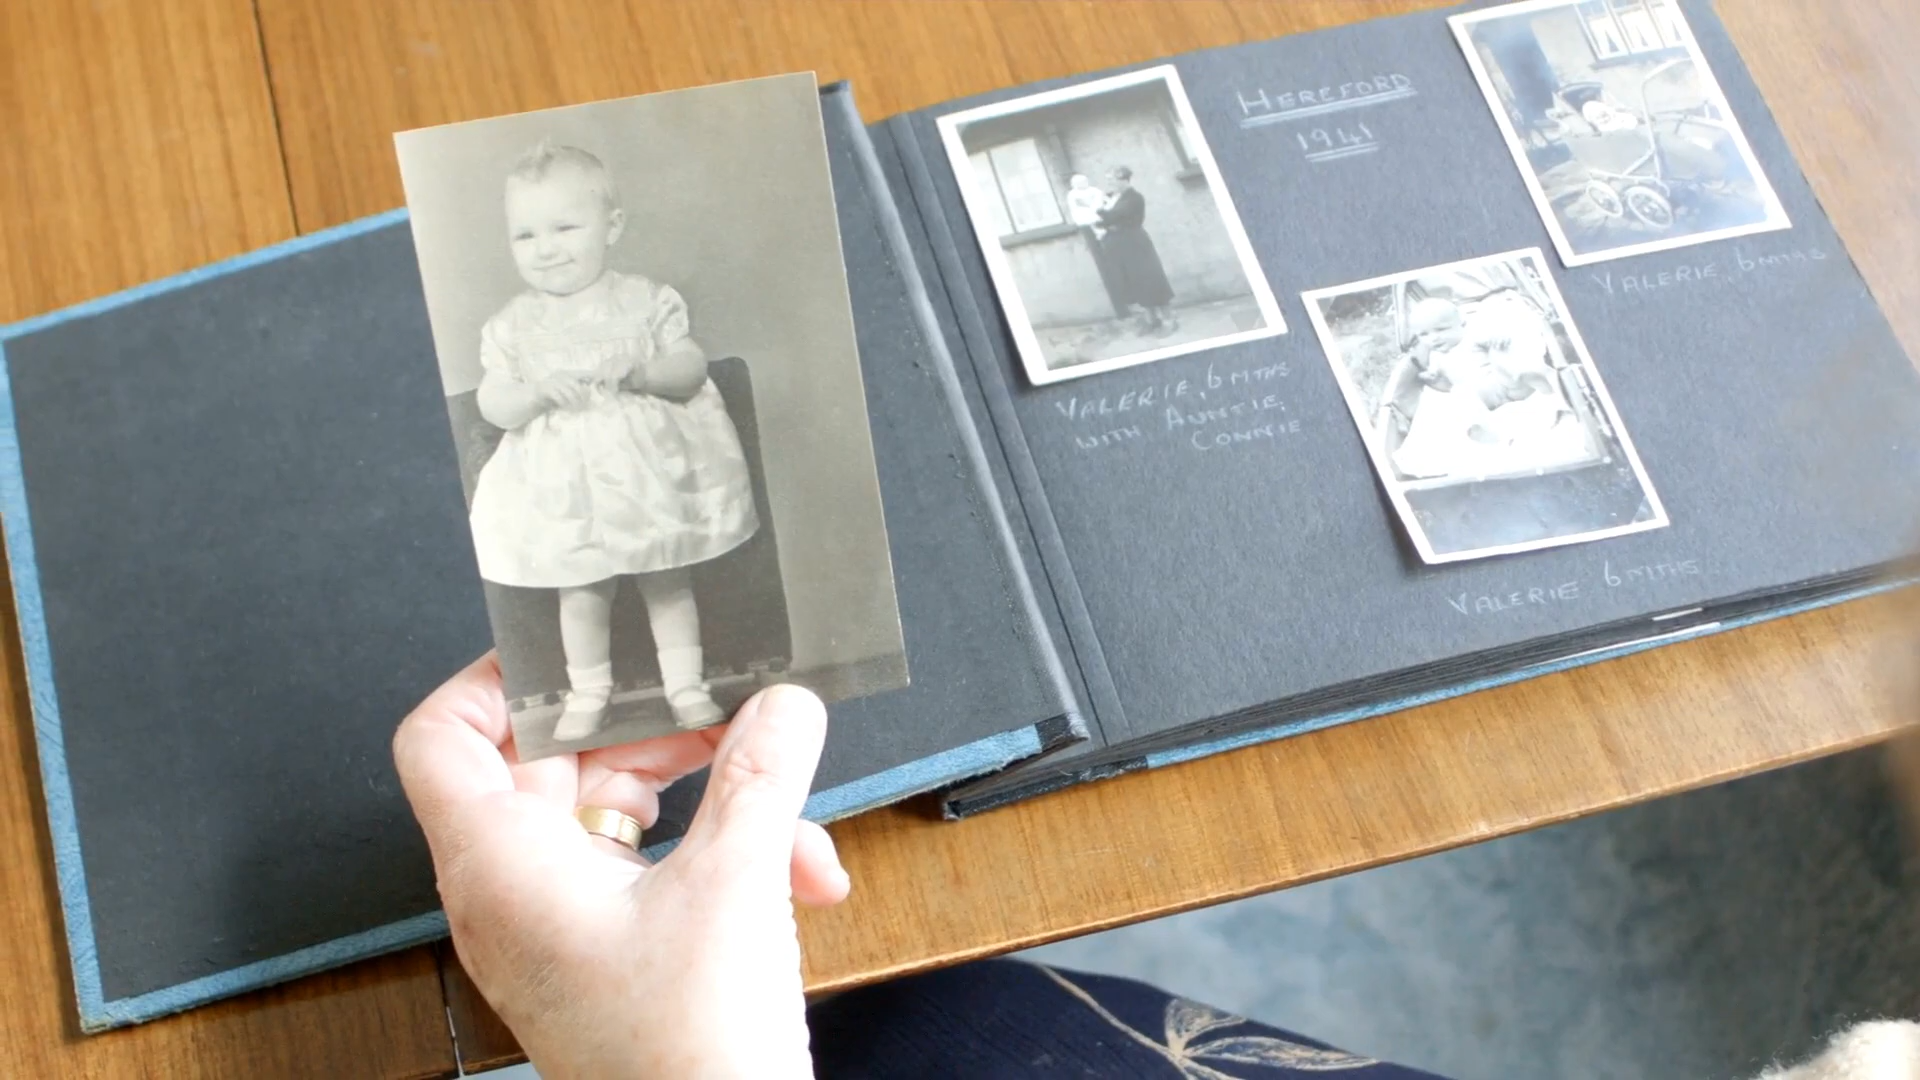 HEREFORD
1941
VALERIE, 6 MTHS
WITH AUNTIE
CONNIE
VALERIE, 6 MTHS
VALERIE 6 MTHS